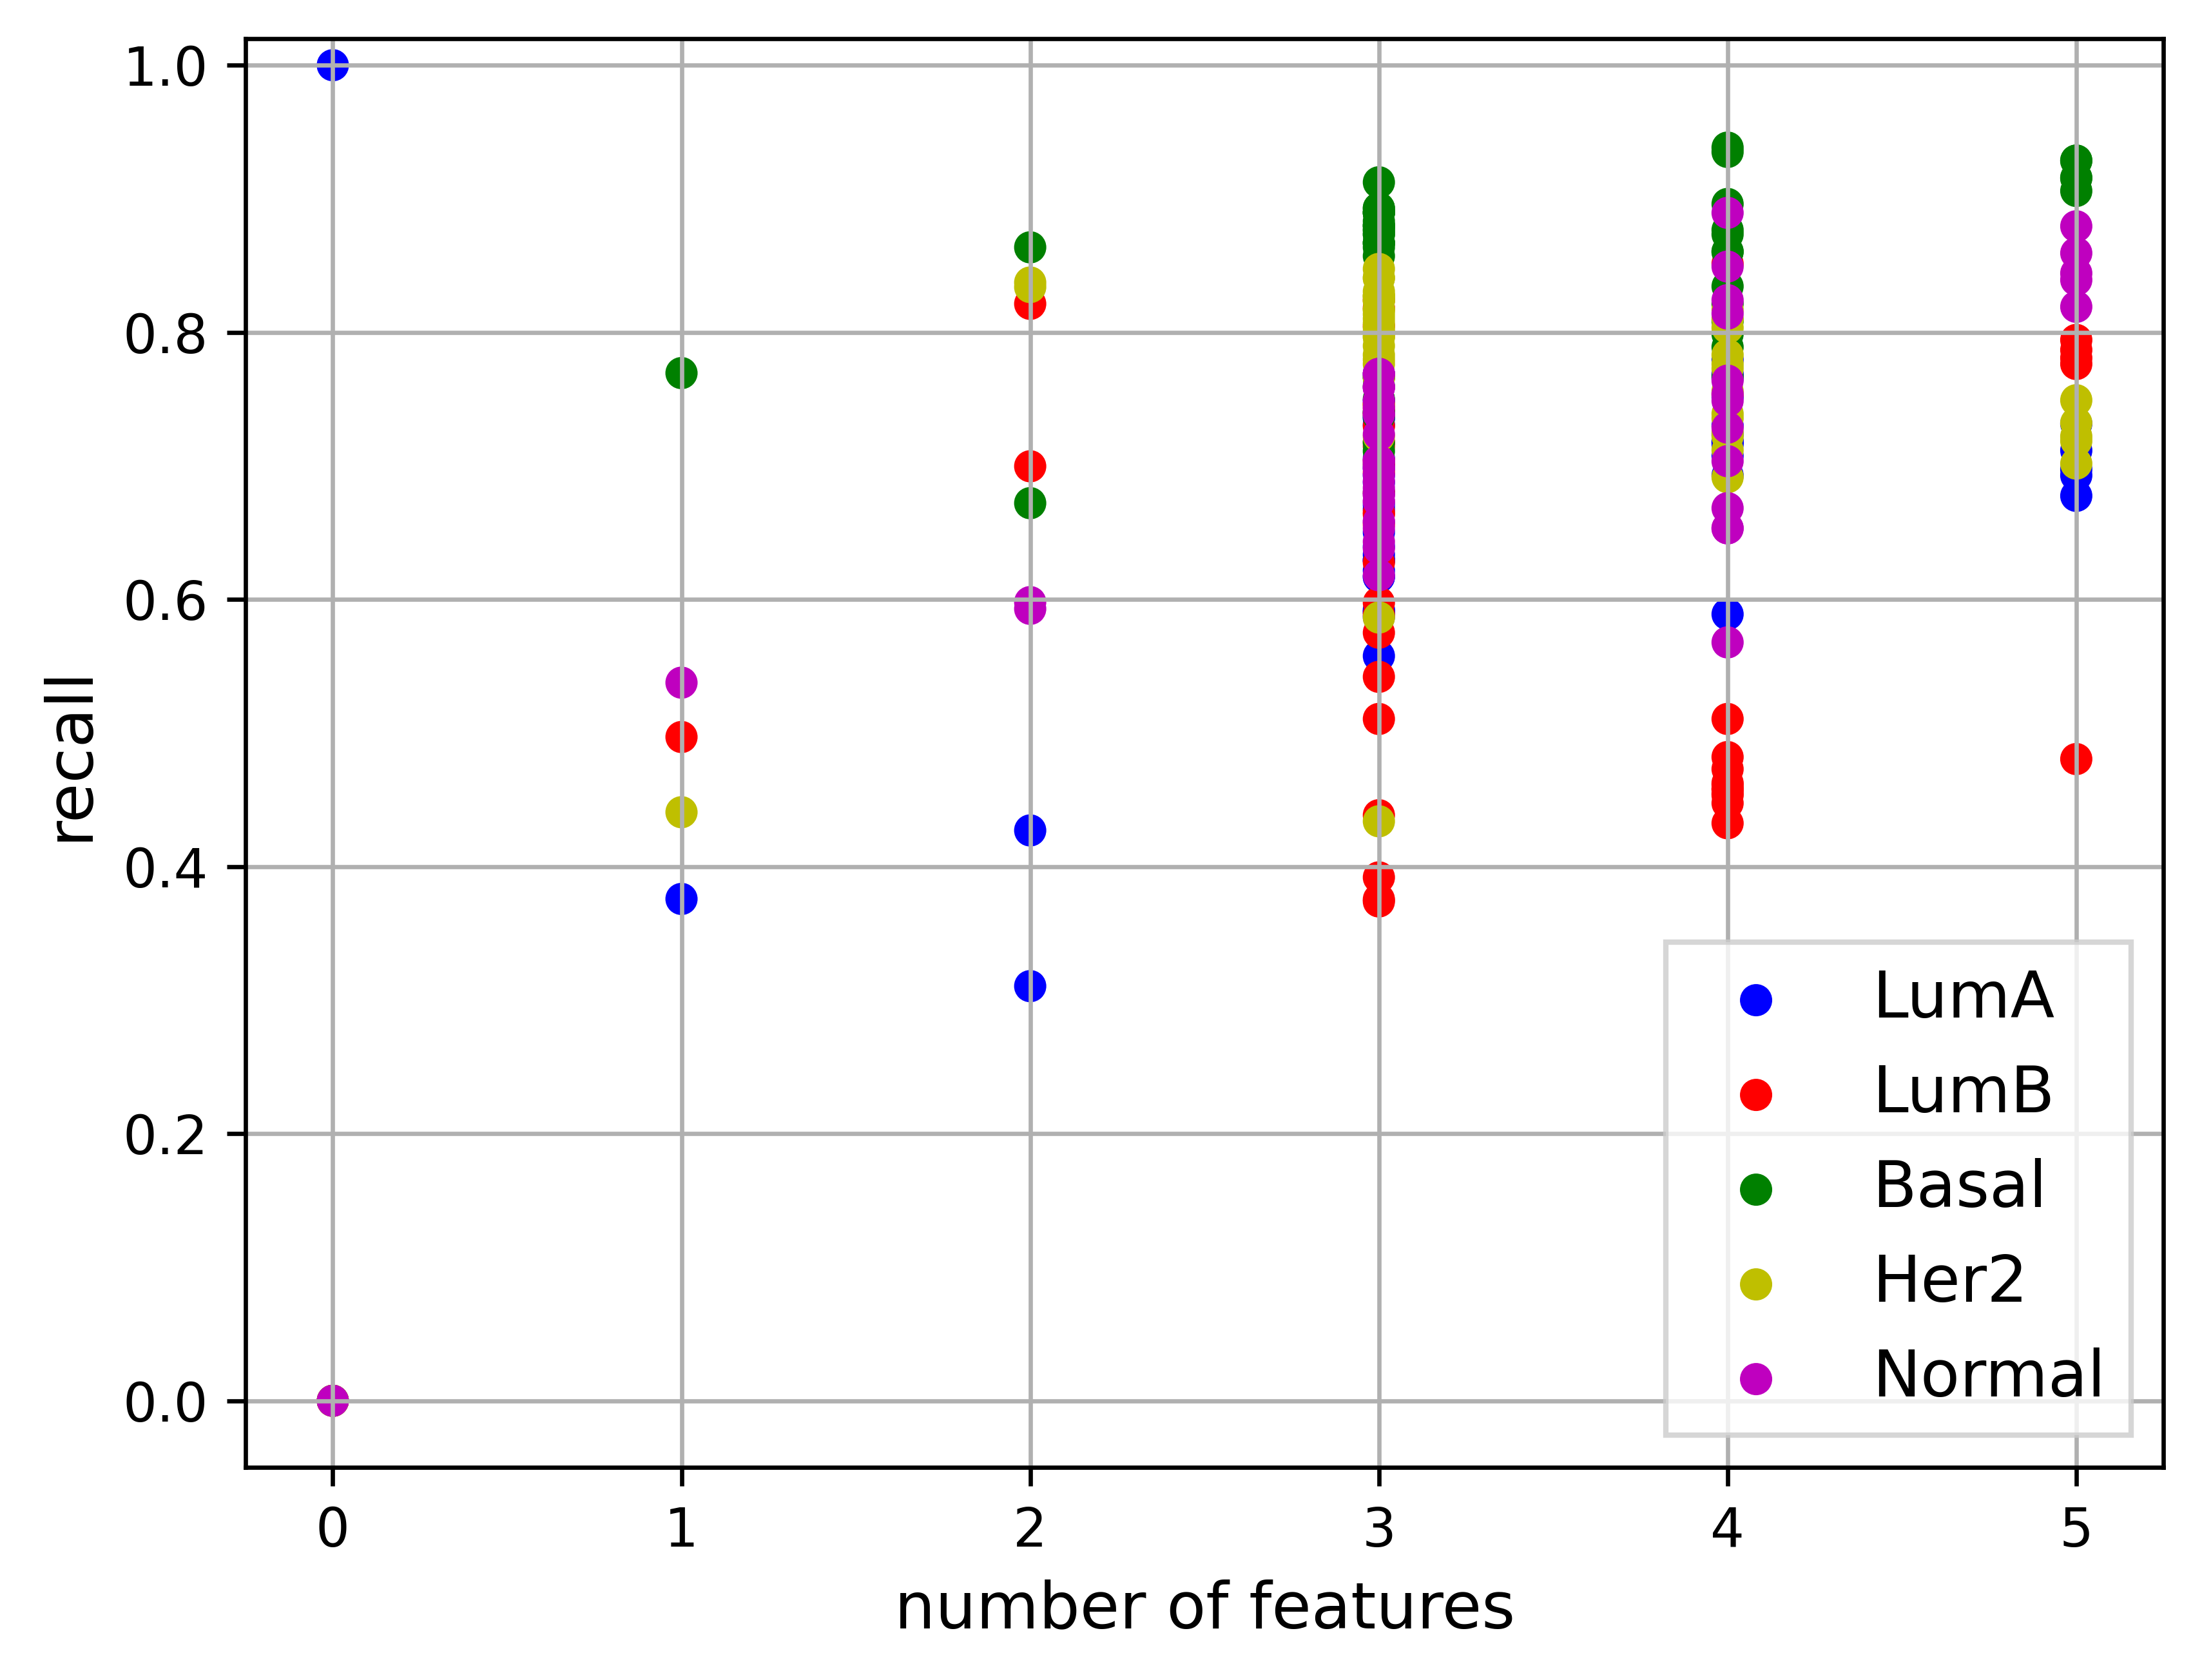 1.0
0.8
0.6
0.4
0.2
0.0
recall
0 1 2 3 4 5
number of features
LumA
LumB
Basal
Her2
Normal